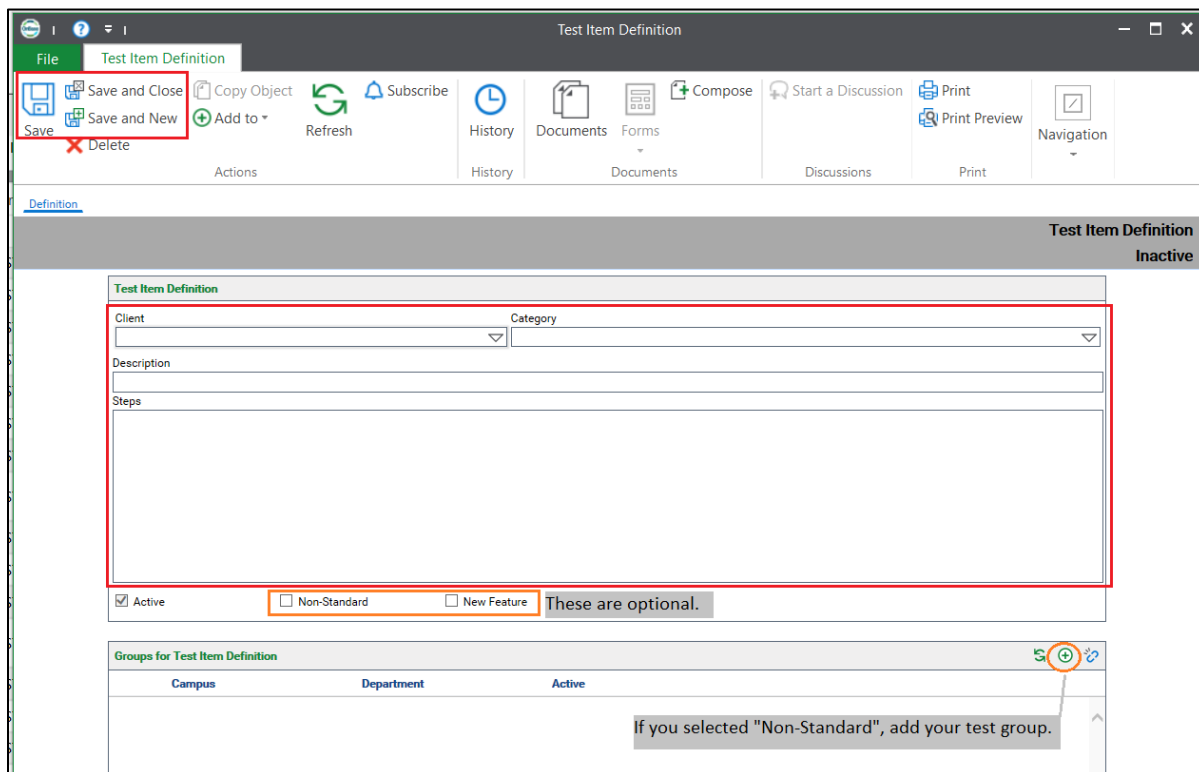 Test Item Definition
File Test Item Definition
Save and Close Copy Object Subscribe Compose Start a Discussion Print
Save and New Add to Print Preview
Save Refresh History Documents Forms Navigation
Delete
Actions History Documents Discussions Print
Definition
Test Item Definition
Inactive
Test Item Definition
Client Category
Description
Steps
Active Non-Standard New Feature These are optional.
Groups for Test Item Definition
Campus Department Active
If you selected "Non-Standard", add your test group.